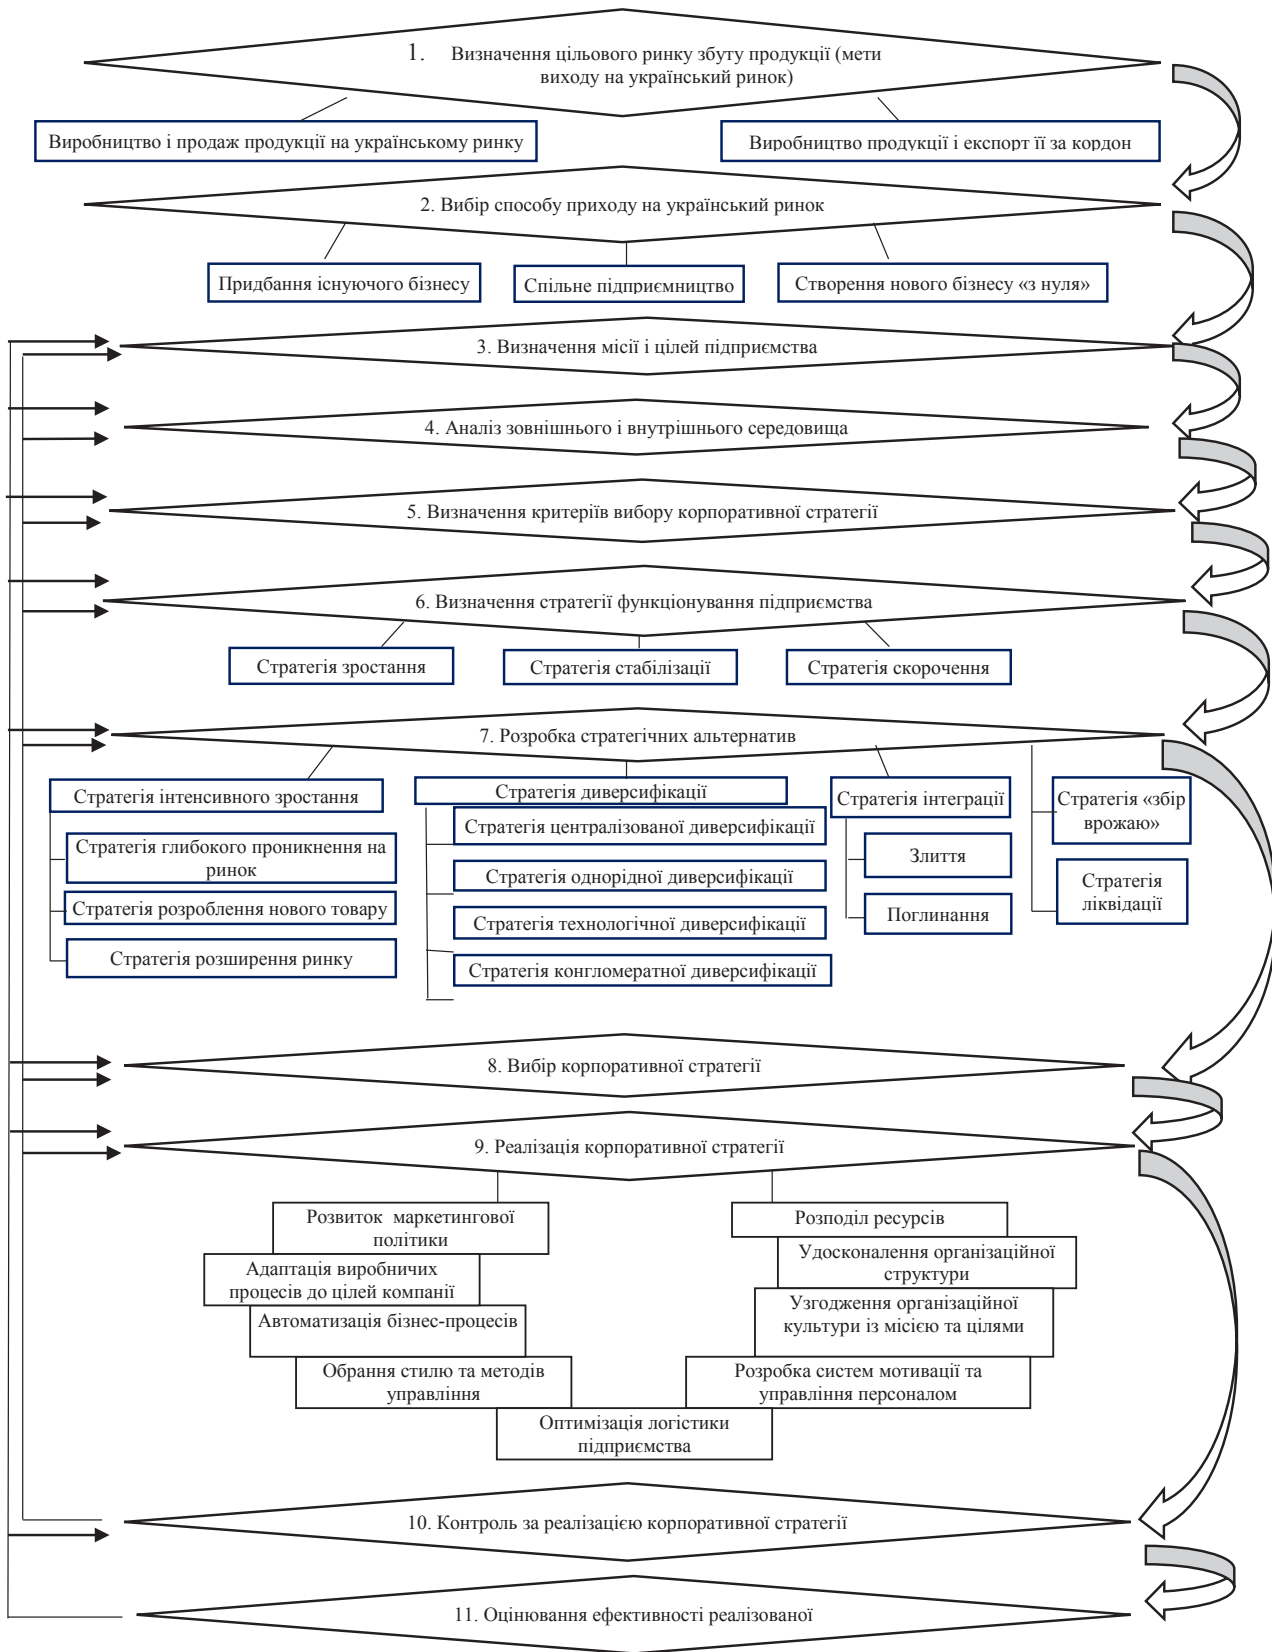 1. Визначення цільового ринку збуту продукції (мети
виходу на український ринок)
Виробництво і продаж продукції на українському ринку
Виробництво продукції і експорт її за кордон
2. Вибір способу приходу на український ринок
Придбання існуючого бізнесу
Спільне підприємництво
Створення нового бізнесу «з нуля»
3. Визначення місії і цілей підприємства
4. Аналіз зовнішнього і внутрішнього середовища
5. Визначення критеріїв вибору корпоративної стратегії
6. Визначення стратегії функціонування підприємства
Стратегія зростання
Стратегія стабілізації
Стратегія скорочення
7. Розробка стратегічних альтернатив
Стратегія інтенсивного зростання
Стратегія глибокого проникнення на
ринок
Стратегія розроблення нового товару
Стратегія розширення ринку
Стратегія диверсифікації
Стратегія централізованої диверсифікації
Стратегія однорідної диверсифікації
Стратегія технологічної диверсифікації
Стратегія конгломератної диверсифікації
Стратегія інтеграції
Злиття
Поглинання
Стратегія «збір
врожаю»
Стратегія
ліквідації
8. Вибір корпоративної стратегії
9. Реалізація корпоративної стратегії
Розвиток маркетингової
політики
Адаптація виробничих
процесів до цілей компанії
Автоматизація бізнес-процесів
Обрання стилю та методів
управління
Розподіл ресурсів
Удосконалення організаційної
структури
Узгодження організаційної
культури із місією та цілями
Розробка систем мотивації та
управління персоналом
Оптимізація логістики
підприємства
10. Контроль за реалізацією корпоративної стратегії
11. Оцінювання ефективності реалізованої